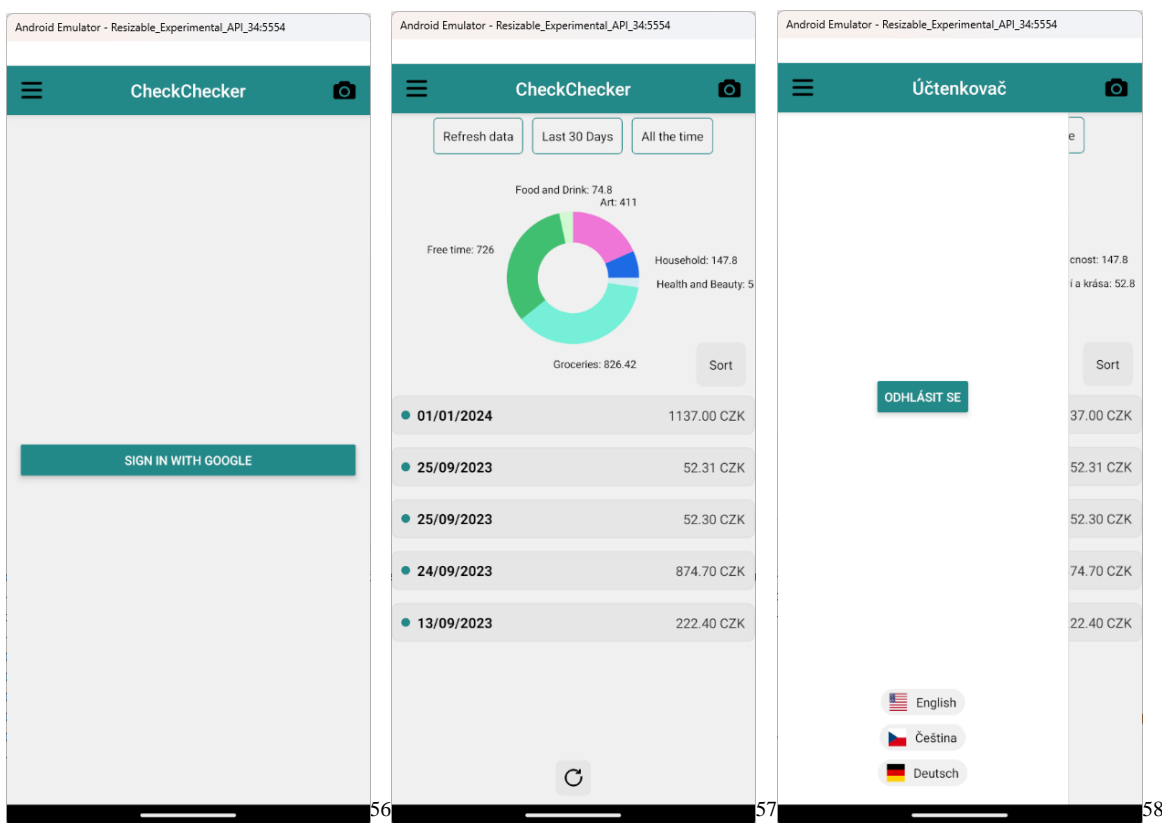 Android Emulator - Resizable_Experimental_API_34:5554
CheckChecker
SIGN IN WITH GOOGLE
56
Android Emulator - Resizable_Experimental_API_34:5554
CheckChecker
Refresh data
Last 30 Days
All the time
Food and Drink: 74.8
Art: 411
Free time: 726
Household: 147.8
Health and Beauty: 5
Groceries: 826.42
Sort
01/01/2024 1137.00 CZK
25/09/2023 52.31 CZK
25/09/2023 52.30 CZK
24/09/2023 874.70 CZK
13/09/2023 222.40 CZK
57
Android Emulator - Resizable_Experimental_API_34:5554
Účtenkovač
e
cnost: 147.8
í a krása: 52.8
Sort
ODHLÁSIT SE
37.00 CZK
52.31 CZK
52.30 CZK
74.70 CZK
22.40 CZK
English
Čeština
Deutsch
58